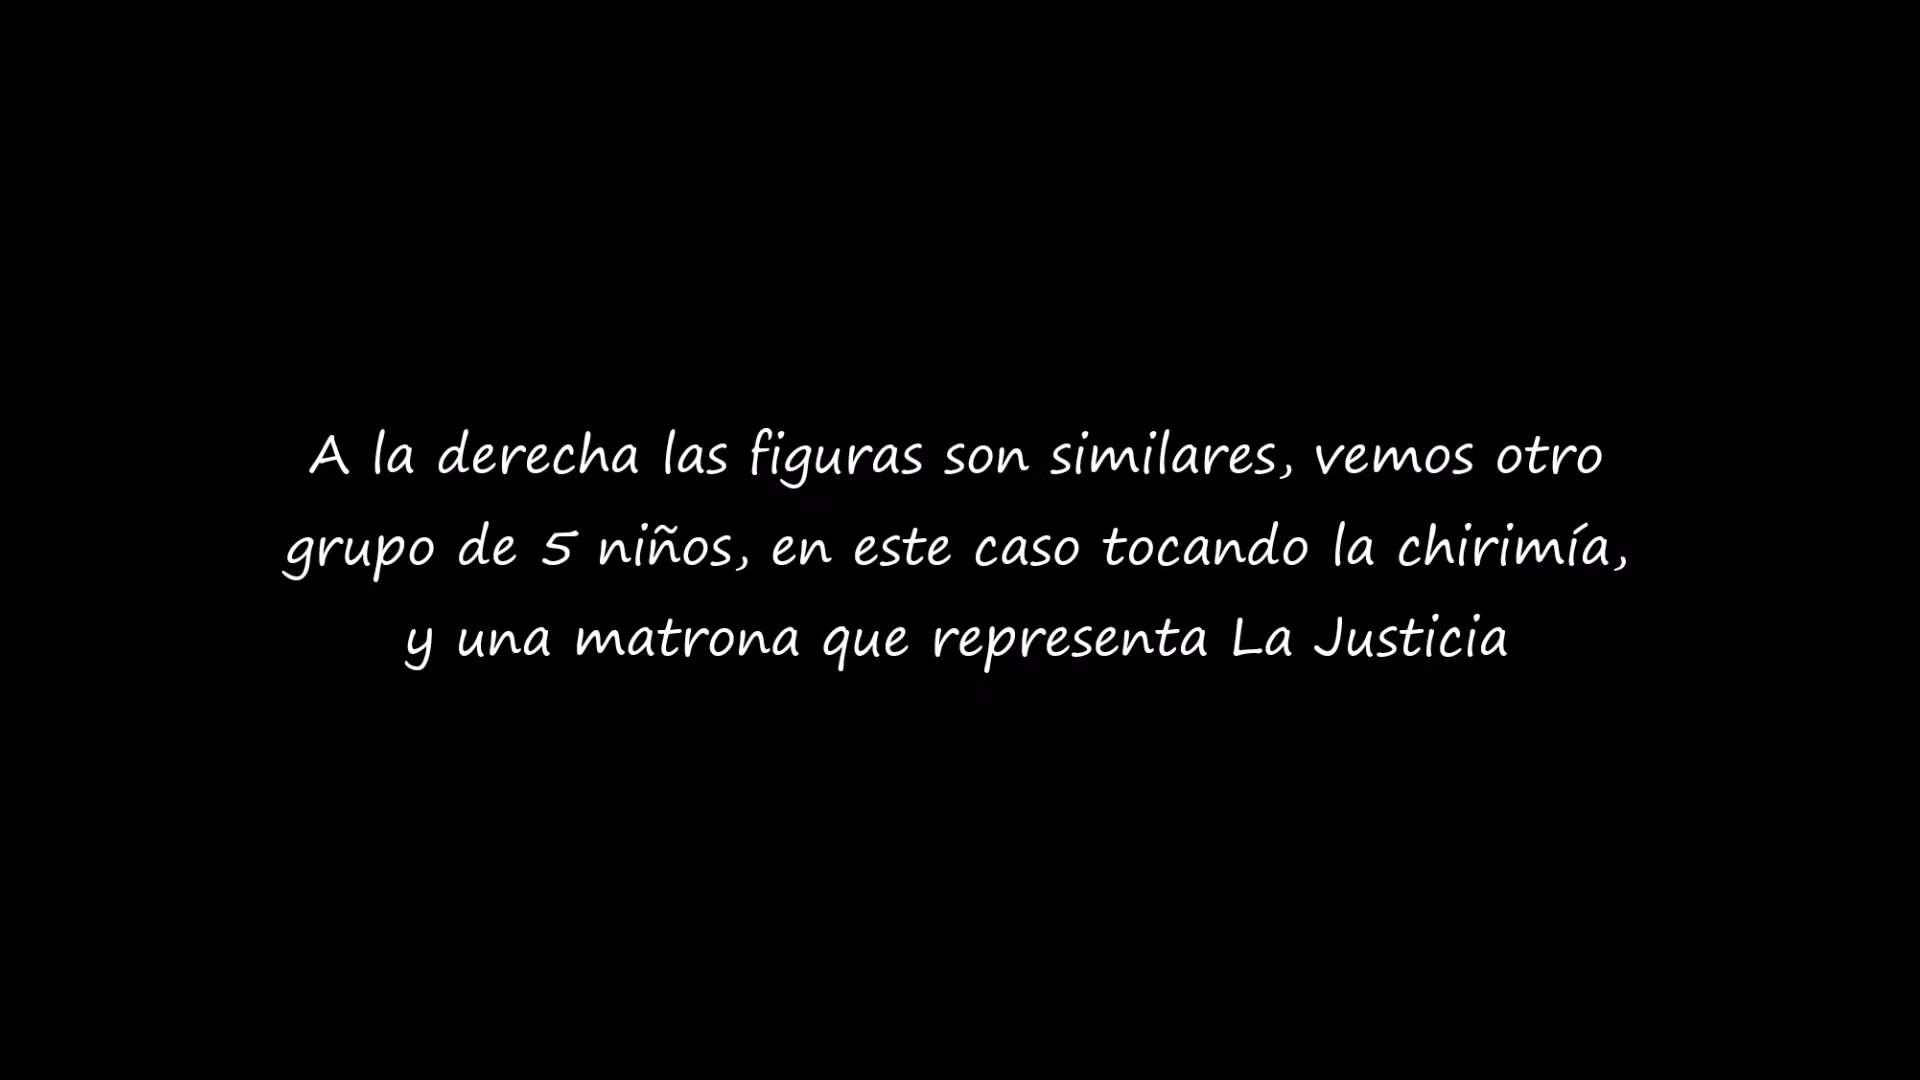 A la derecha las figuras son similares, vemos otro
grupo de 5 niños, en este caso tocando la chirimía,
y una matrona que representa La Justicia